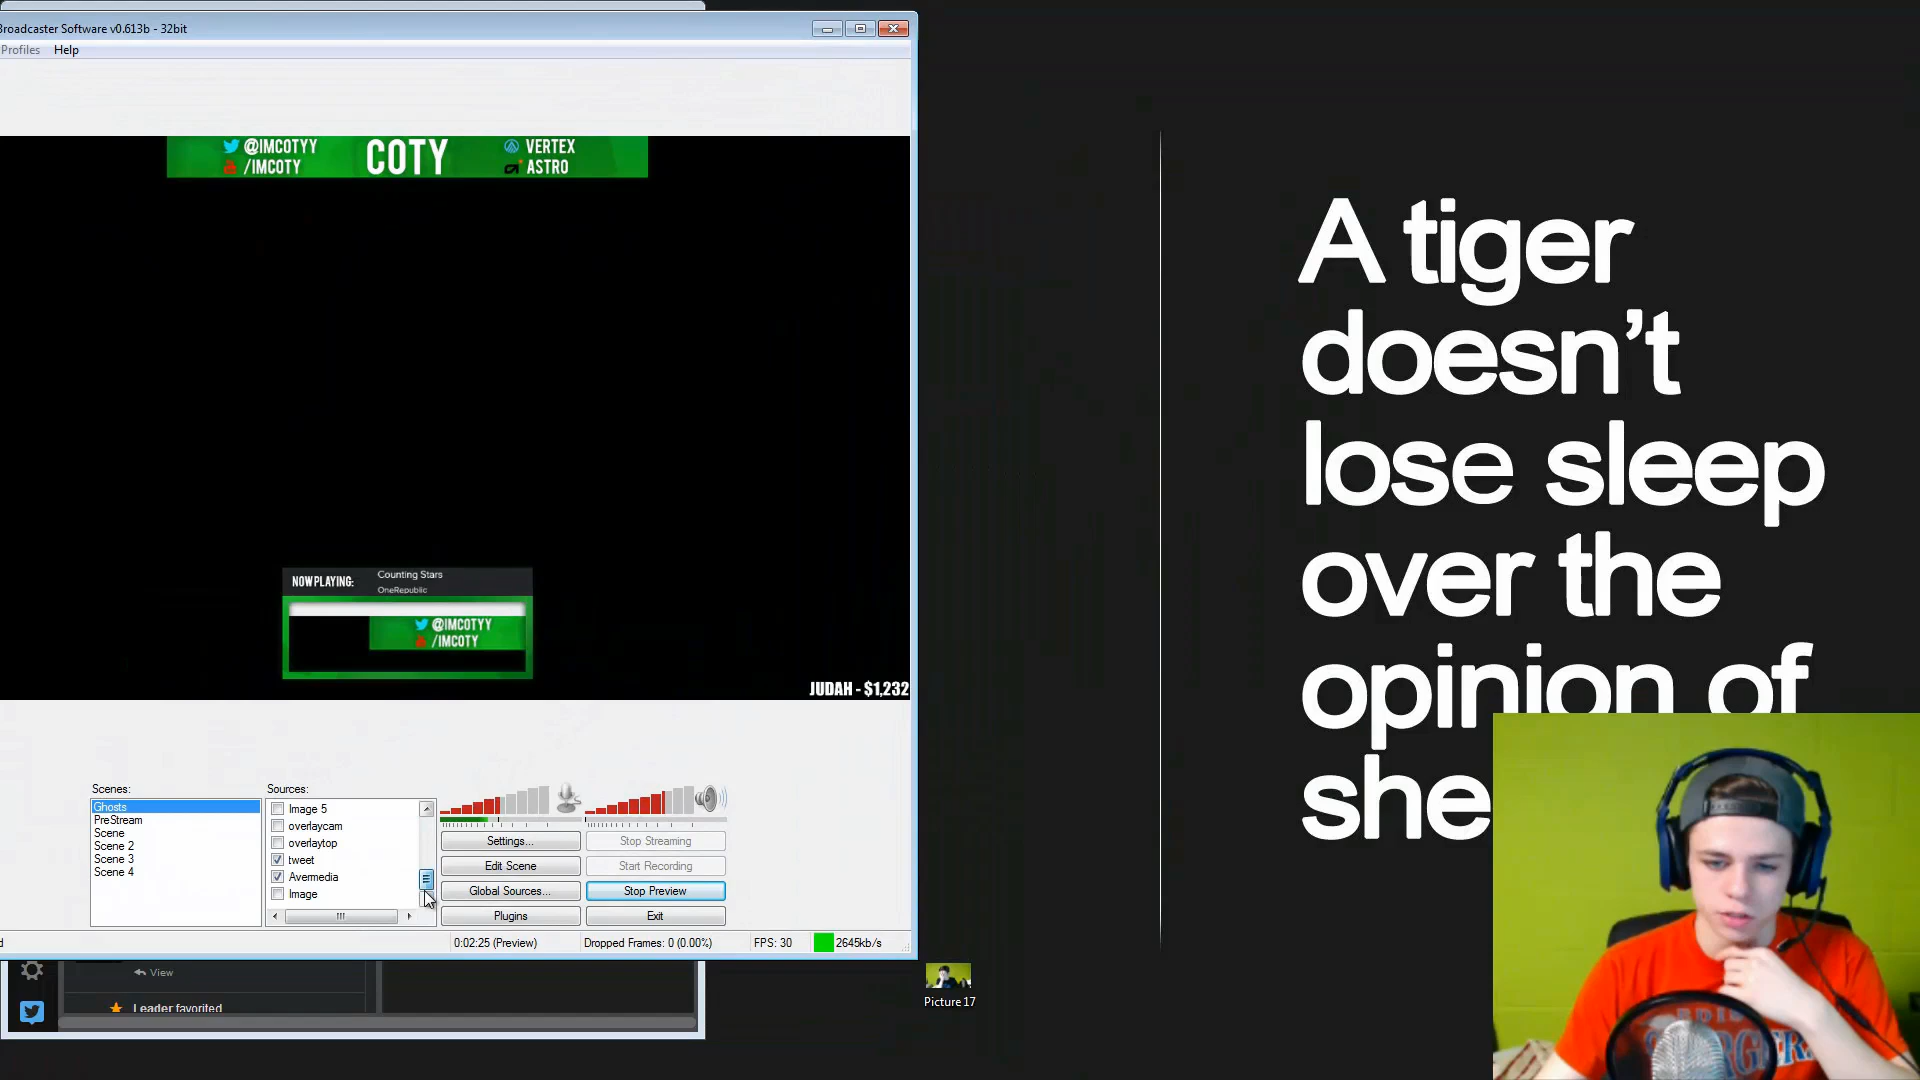 Broadcaster Software v0.613b - 32bit
Profiles Help
@IMCOTYY
/IMCOTY
COTY
VERTEX
ASTRO
NOW PLAYING:
Counting Stars
OneRepublic
@IMCOTYY
/IMCOTY
JUDAH - $1,232
Scenes:
Ghosts
PreStream
Scene
Scene 2
Scene 3
Scene 4
Sources:
Image 5
overlaycam
overlaytop
tweet
Avermedia
Image
Settings...
Edit Scene
Global Sources...
Plugins
Stop Streaming
Start Recording
Stop Preview
Exit
0:02:25 (Preview)
Dropped Frames: 0 (0.00%)
FPS: 30
2645kb/s
View
Leader favorited
Picture 17
A tiger
doesn't
lose sleep
over the
opinion of
she